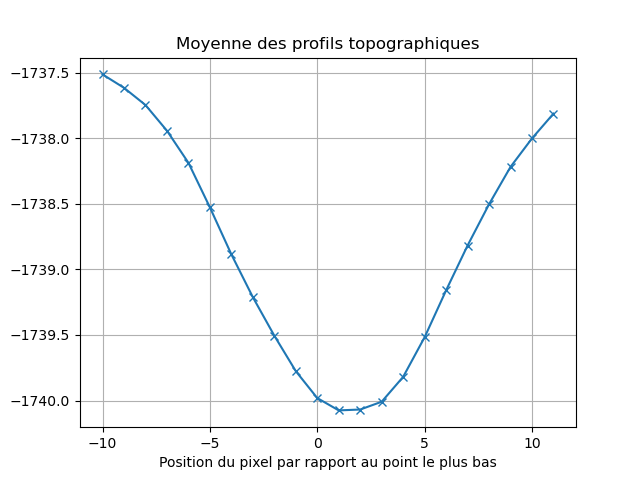 Moyenne des profils topographiques
−1737.5
−1738.0
−1738.5
−1739.0
−1739.5
−1740.0
−10 −5 0 5 10
Position du pixel par rapport au point le plus bas